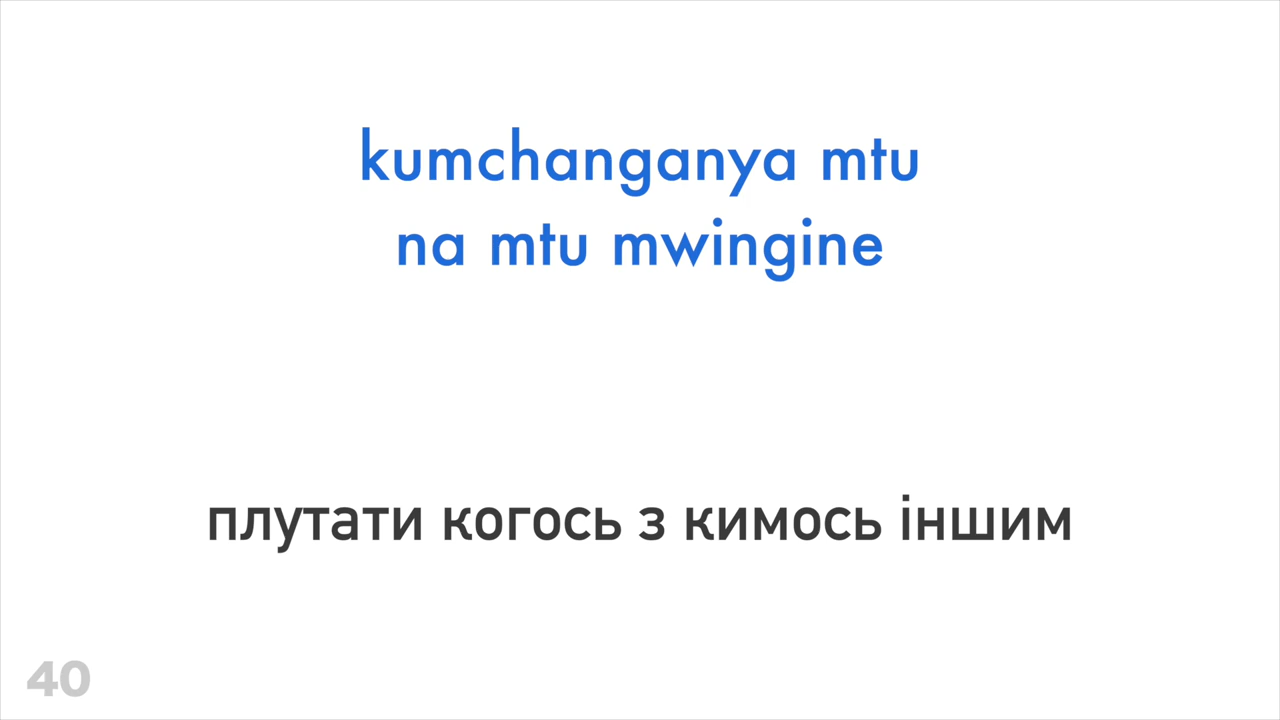 kumchanganya mtu
na mtu mwingine
плутати когось з кимось іншим
40